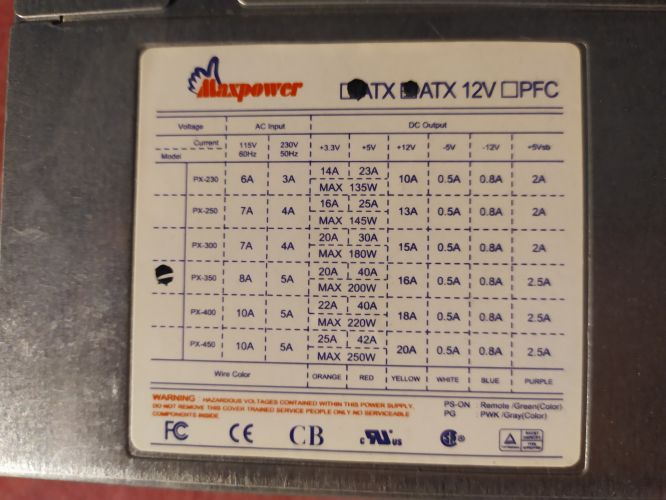 Maxpower
ATX ATX 12V PFC
Voltage AC Input DC Output
Current 115V 60Hz 230V 50Hz +3.3V +5V +12V -5V -12V +5Vsb
Model
PX-230 6A 3A 14A 23A 10A 0.5A 0.8A 2A
MAX 135W
PX-250 7A 4A 16A 25A 13A 0.5A 0.8A 2A
MAX 145W
PX-300 7A 4A 20A 30A 15A 0.5A 0.8A 2A
MAX 180W
PX-350 8A 5A 20A 40A 16A 0.5A 0.8A 2.5A
MAX 200W
PX-400 10A 5A 22A 40A 18A 0.5A 0.8A 2.5A
MAX 220W
PX-450 10A 5A 25A 42A 20A 0.5A 0.8A 2.5A
MAX 250W
Wire Color ORANGE RED YELLOW WHITE BLUE PURPLE
WARNING : HAZARDOUS VOLTAGES CONTAINED WITHIN THIS POWER SUPPLY,
DO NOT REMOVE THIS COVER TRAINED SERVICE PEOPLE ONLY NO SERVICEABLE
COMPONENTS INSIDE.
PS-ON : Remote /Green(Color)
PG : PWK /Gray(Color)
FC CE CB c UL US